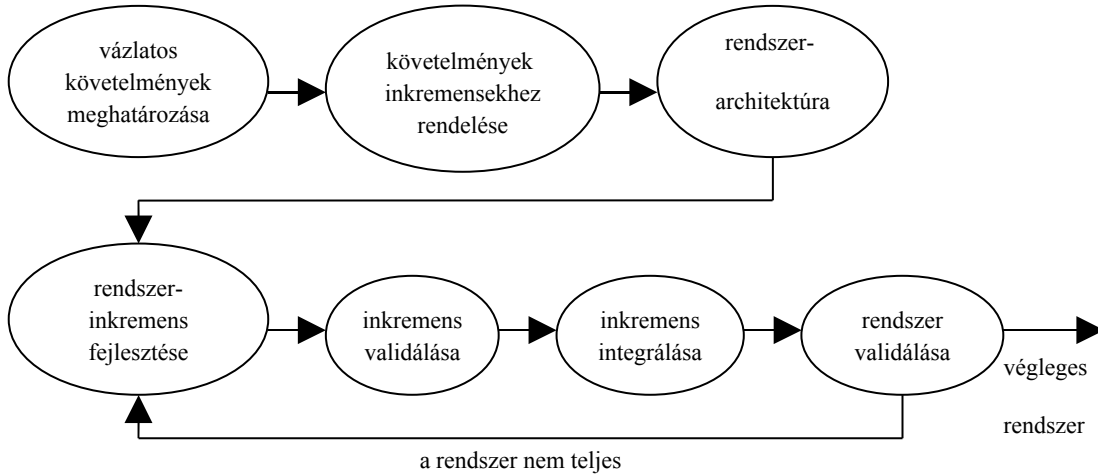 vázlatos
követelmények
meghatározása
követelmények
inkremensekhez
rendelése
rendszer-
architektúra
rendszer-
inkremens
fejlesztése
inkremens
validálása
inkremens
integrálása
rendszer
validálása
végleges
rendszer
a rendszer nem teljes